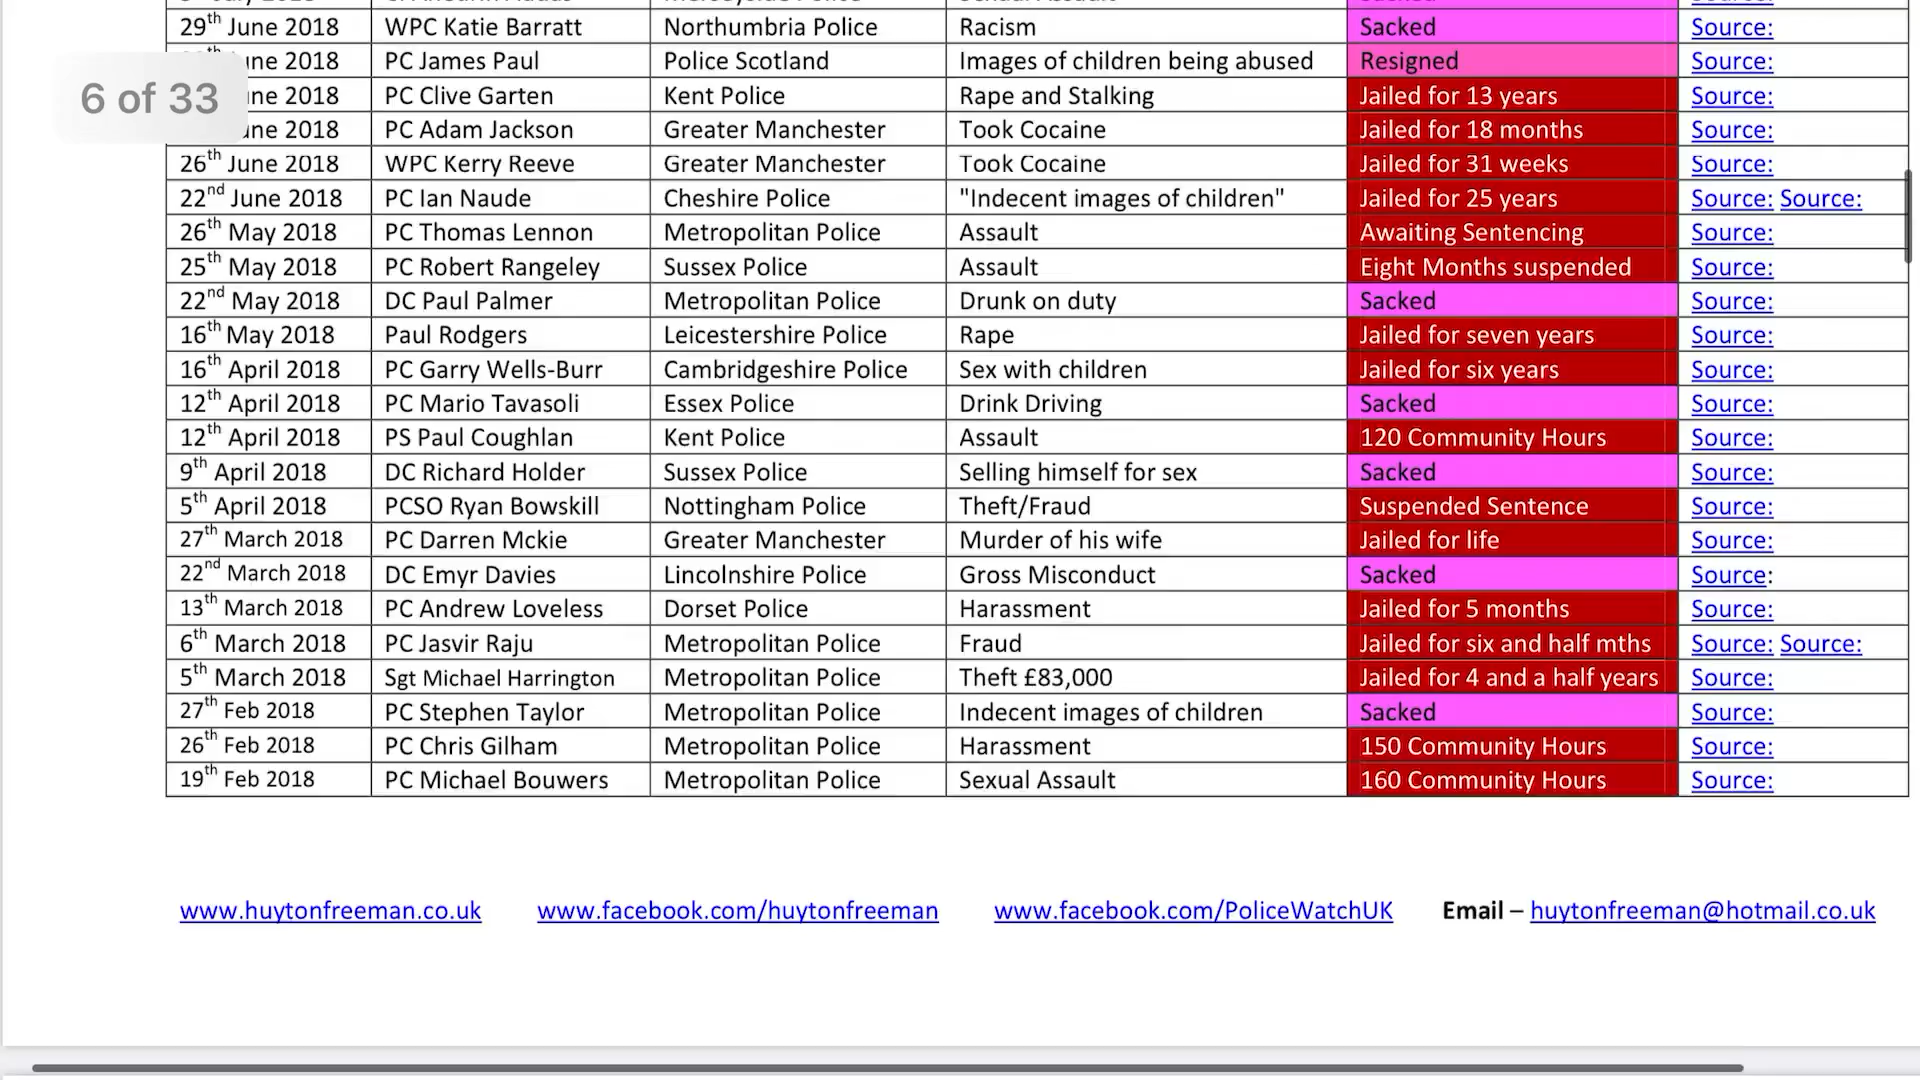 29th June 2018 WPC Katie Barratt Northumbria Police Racism Sacked Source:
une 2018 PC James Paul Police Scotland Images of children being abused Resigned Source:
6 of 33
une 2018 PC Clive Garten Kent Police Rape and Stalking Jailed for 13 years Source:
une 2018 PC Adam Jackson Greater Manchester Took Cocaine Jailed for 18 months Source:
26th June 2018 WPC Kerry Reeve Greater Manchester Took Cocaine Jailed for 31 weeks Source:
22nd June 2018 PC Ian Naude Cheshire Police "Indecent images of children" Jailed for 25 years Source: Source:
26th May 2018 PC Thomas Lennon Metropolitan Police Assault Awaiting Sentencing Source:
25th May 2018 PC Robert Rangeley Sussex Police Assault Eight Months suspended Source:
22nd May 2018 DC Paul Palmer Metropolitan Police Drunk on duty Sacked Source:
16th May 2018 Paul Rodgers Leicestershire Police Rape Jailed for seven years Source:
16th April 2018 PC Garry Wells-Burr Cambridgeshire Police Sex with children Jailed for six years Source:
12th April 2018 PC Mario Tavasoli Essex Police Drink Driving Sacked Source:
12th April 2018 PS Paul Coughlan Kent Police Assault 120 Community Hours Source:
9th April 2018 DC Richard Holder Sussex Police Selling himself for sex Sacked Source:
5th April 2018 PCSO Ryan Bowskill Nottingham Police Theft/Fraud Suspended Sentence Source:
27th March 2018 PC Darren Mckie Greater Manchester Murder of his wife Jailed for life Source:
22nd March 2018 DC Emyr Davies Lincolnshire Police Gross Misconduct Sacked Source:
13th March 2018 PC Andrew Loveless Dorset Police Harassment Jailed for 5 months Source:
6th March 2018 PC Jasvir Raju Metropolitan Police Fraud Jailed for six and half mths Source: Source:
5th March 2018 Sgt Michael Harrington Metropolitan Police Theft £83,000 Jailed for 4 and a half years Source:
27th Feb 2018 PC Stephen Taylor Metropolitan Police Indecent images of children Sacked Source:
26th Feb 2018 PC Chris Gilham Metropolitan Police Harassment 150 Community Hours Source:
19th Feb 2018 PC Michael Bouwers Metropolitan Police Sexual Assault 160 Community Hours Source:
www.huytonfreeman.co.uk www.facebook.com/huytonfreeman www.facebook.com/PoliceWatchUK Email – huytonfreeman@hotmail.co.uk